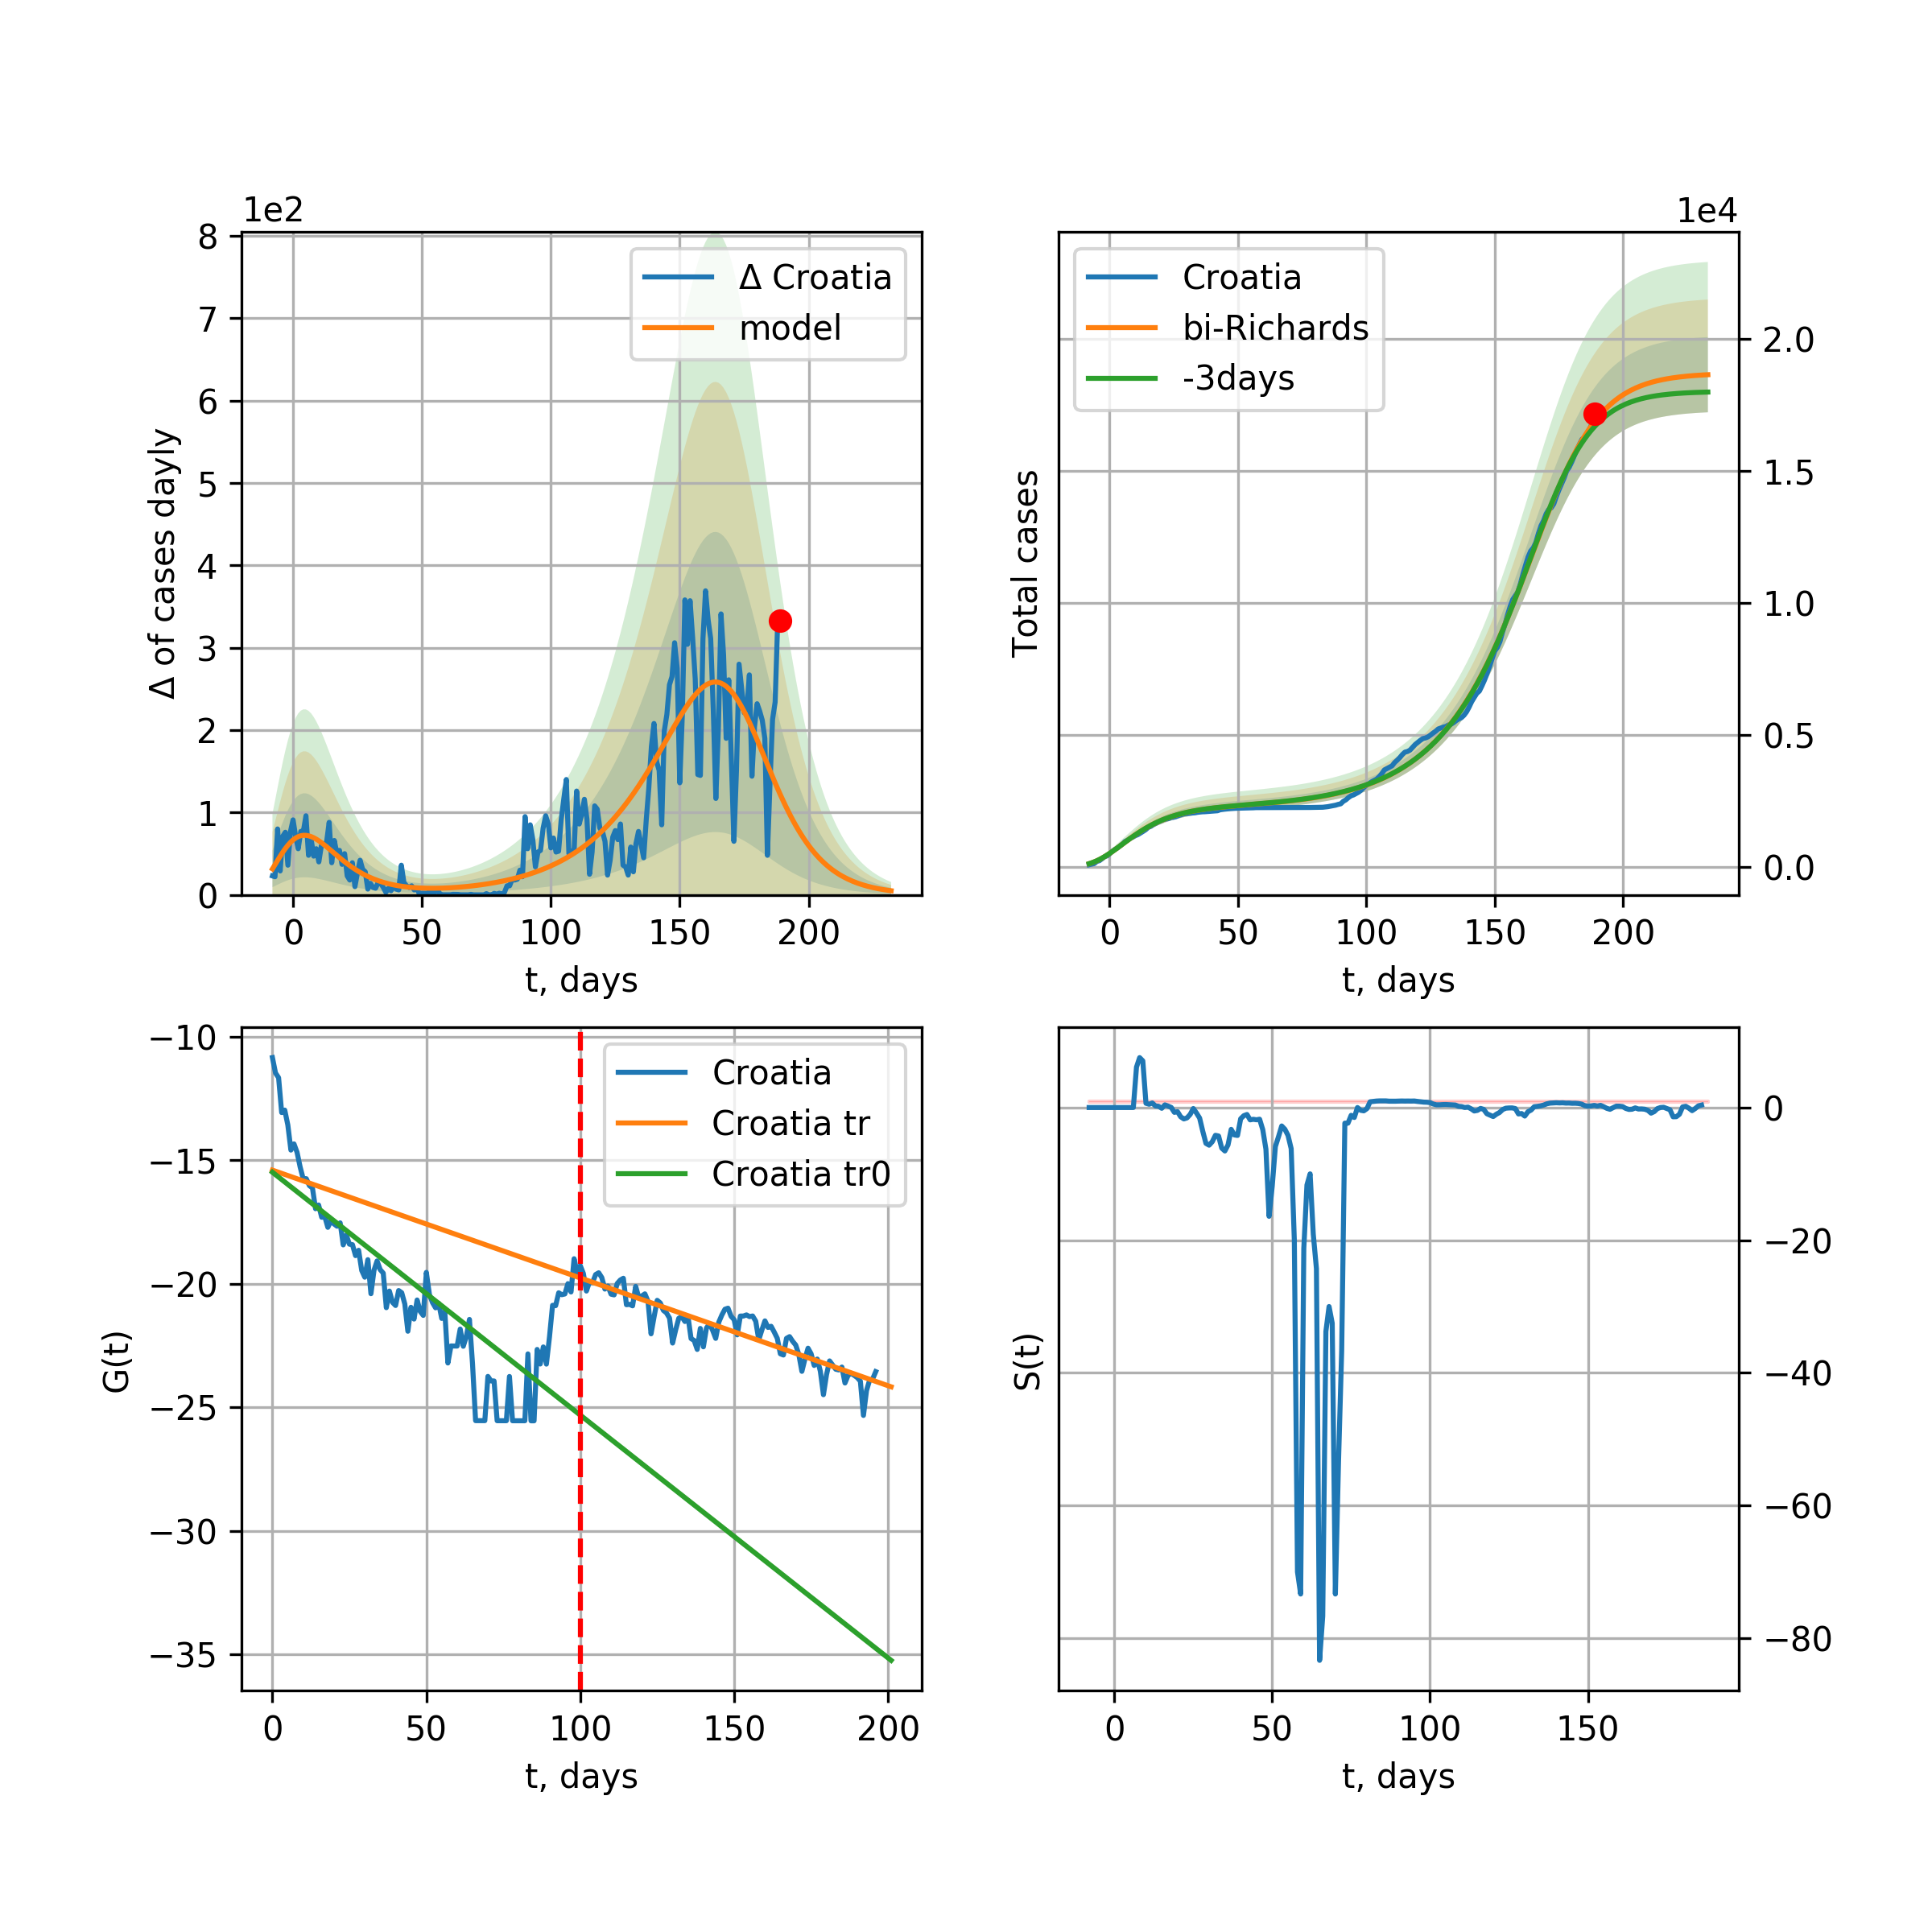 1e2
8
7
6
5
4
3
2
1
0
Δ of cases dayly
Δ Croatia
model
0 50 100 150 200
t, days
1e4
Croatia
bi-Richards
-3days
2.0
1.5
1.0
0.5
0.0
Total cases
0 50 100 150 200
t, days
−10
−15
−20
−25
−30
−35
G(t)
Croatia
Croatia tr
Croatia tr0
0 50 100 150 200
t, days
0
−20
−40
−60
−80
S(t)
0 50 100 150
t, days